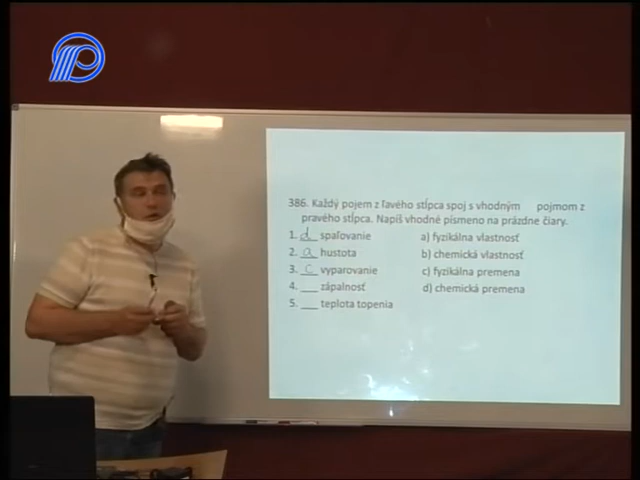 386. Každý pojem z ľavého stĺpca spoj s vhodným pojmom z
pravého stĺpca. Napíš vhodné písmeno na prázdne čiary.
1. d spaľovanie a) fyzikálna vlastnosť
2. a hustota b) chemická vlastnosť
3. c vyparovanie c) fyzikálna premena
4. ___ zápalnosť d) chemická premena
5. ___ teplota topenia